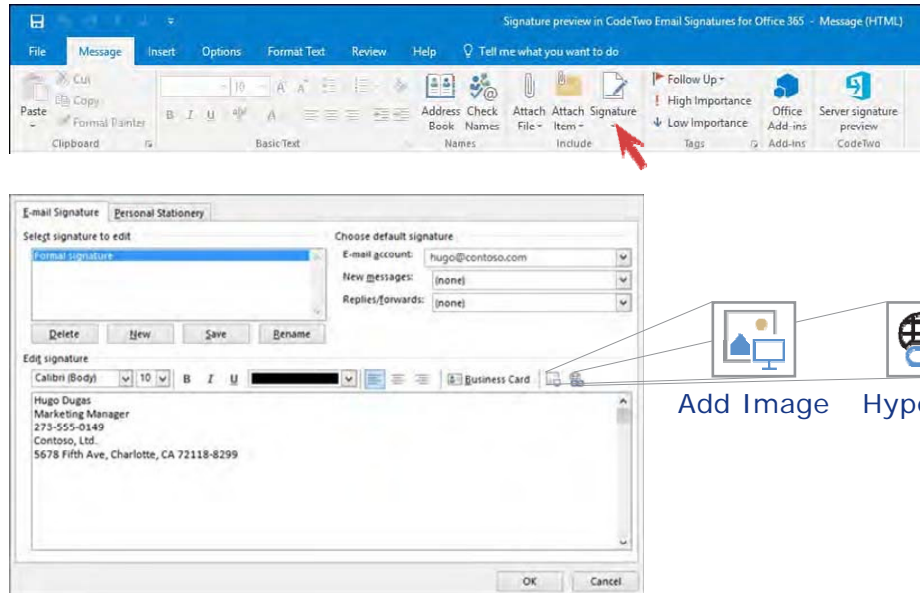 Signature preview in CodeTwo Email Signatures for Office 365 - Message (HTML)
File Message Insert Options Format Text Review Help Tell me what you want to do
Cut
Copy
Format Painter
Paste
Clipboard
10
B I U
Basic Text
Address Book
Check Names
Names
Attach File
Attach Item
Signature
Include
Follow Up
High Importance
Low Importance
Tags
Office Add-ins
Add-Ins
Server signature preview
CodeTwo
E-mail Signature Personal Stationery
Select signature to edit
Formal signature
Delete New Save Rename
Choose default signature
E-mail account: hugo@contoso.com
New messages: (none)
Replies/forwards: (none)
Edit signature
Calibri (Body) 10 B I U Business Card
Hugo Dugas
Marketing Manager
273-555-0149
Contoso, Ltd.
5678 Fifth Ave, Charlotte, CA 72118-8299
Add Image Hype
OK Cancel